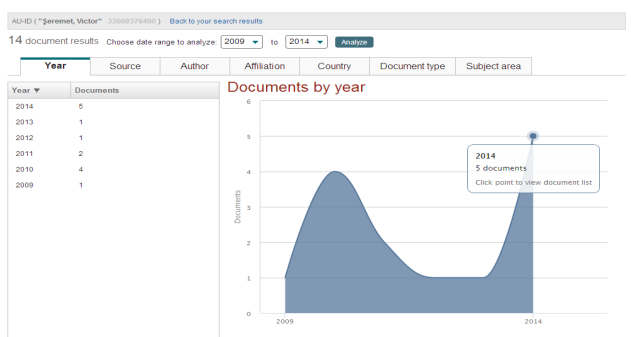 AU-ID ( "Şeremet, Victor" 33068376400 ) Back to your search results
14 document results Choose date range to analyze: 2009 to 2014 Analyze
Year Source Author Affiliation Country Document type Subject area
Year ▼ Documents
2014 5
2013 1
2012 1
2011 2
2010 4
2009 1
Documents by year
6
5
4
3
2
1
0
Documents
2014
5 documents
Click point to view document list
2009 2014